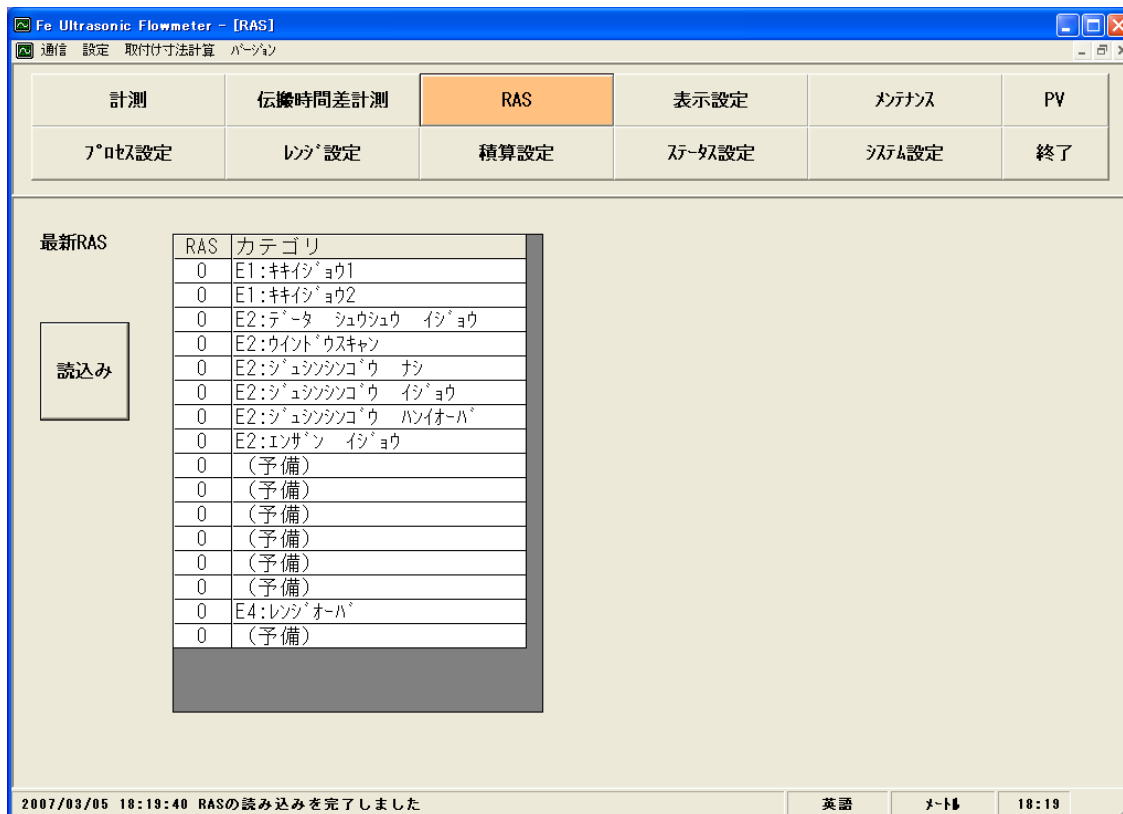 Fe Ultrasonic Flowmeter - [RAS]
通信 設定 取付け寸法計算 ﾊﾞｰｼﾞｮﾝ
計測 伝搬時間差計測 RAS 表示設定 ﾒﾝﾃﾅﾝｽ PV
ﾌﾟﾛｾｽ設定 ﾚﾝｼﾞ設定 積算設定 ｽﾃｰﾀｽ設定 ｼｽﾃﾑ設定 終了
最新RAS
読込み
RAS カテゴリ
0 E1:ｷｷｲｼﾞｮｳ1
0 E1:ｷｷｲｼﾞｮｳ2
0 E2:ﾃﾞｰﾀ ｼｭｳｼｭｳ ｲｼﾞｮｳ
0 E2:ｳｲﾝﾄﾞｳｽｷｬﾝ
0 E2:ｼﾞｭｼﾝｼﾝｺﾞｳ ﾅｼ
0 E2:ｼﾞｭｼﾝｼﾝｺﾞｳ ｲｼﾞｮｳ
0 E2:ｼﾞｭｼﾝｼﾝｺﾞｳ ﾊﾝｲｵｰﾊﾞ
0 E2:ｴﾝｻﾞﾝ ｲｼﾞｮｳ
0 (予備)
0 (予備)
0 (予備)
0 (予備)
0 (予備)
0 (予備)
0 E4:ﾚﾝｼﾞｵｰﾊﾞ
0 (予備)
2007/03/05 18:19:40 RASの読み込みを完了しました 英語 ﾒｰﾄﾙ 18:19